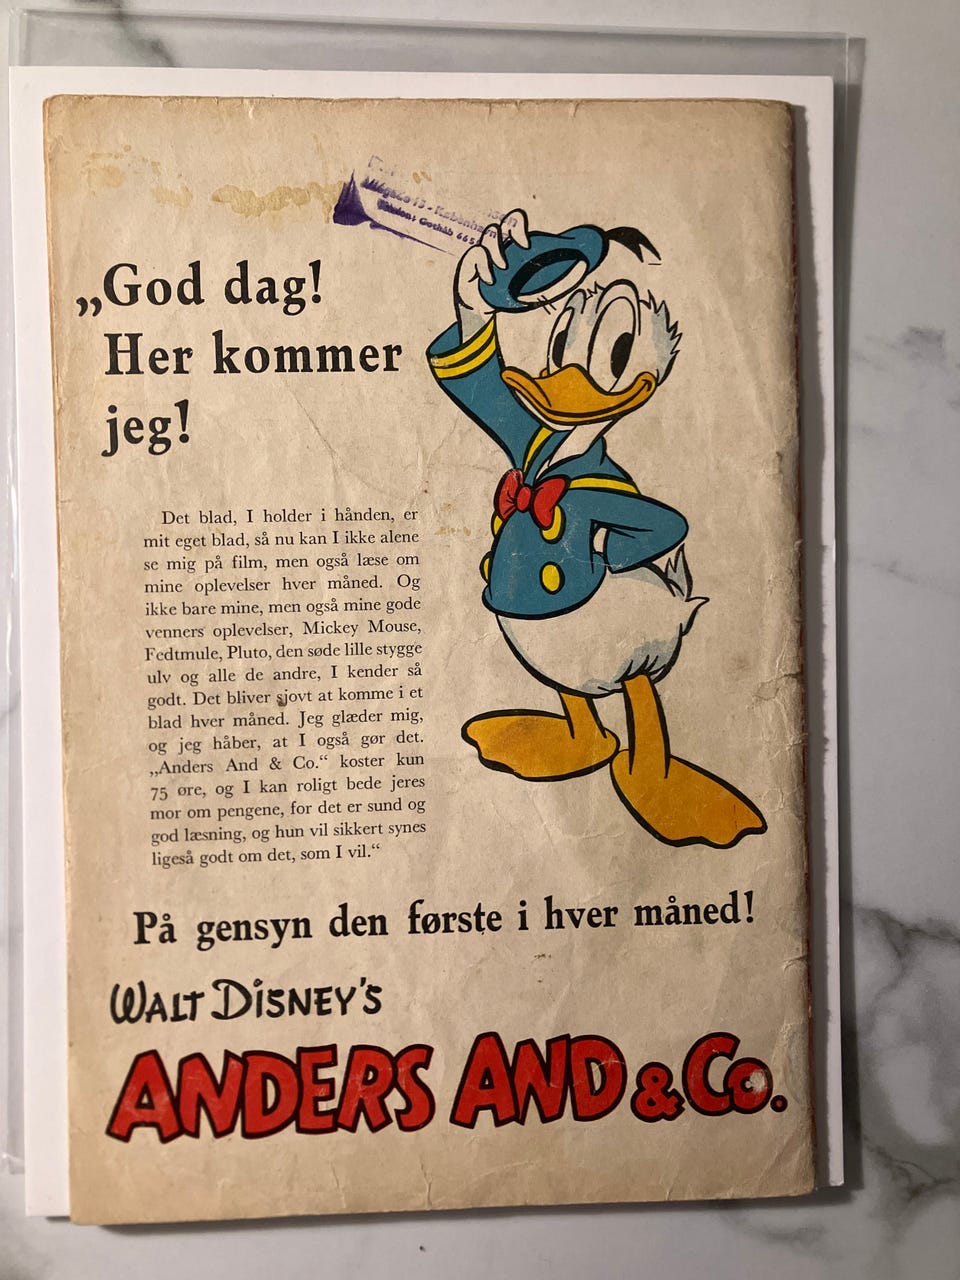 13 - København
Telefon: Gothåb 665
„God dag!
Her kommer
jeg!
Det blad, I holder i hånden, er
mit eget blad, så nu kan I ikke alene
se mig på film, men også læse om
mine oplevelser hver måned. Og
ikke bare mine, men også mine gode
venners oplevelser, Mickey Mouse,
Fedtmule, Pluto, den søde lille stygge
ulv og alle de andre, I kender så
godt. Det bliver sjovt at komme i et
blad hver måned. Jeg glæder mig,
og jeg håber, at I også gør det.
„Anders And & Co.“ koster kun
75 øre, og I kan roligt bede jeres
mor om pengene, for det er sund og
god læsning, og hun vil sikkert synes
ligeså godt om det, som I vil.“
På gensyn den første i hver måned!
WALT DISNEY'S
ANDERS AND & Co.